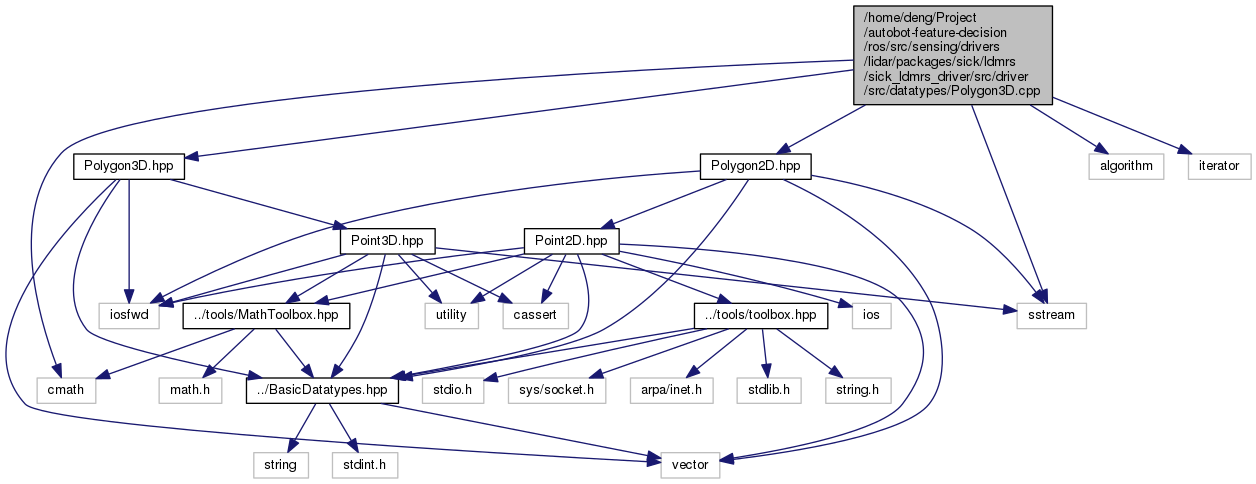 /home/deng/Project
/autobot-feature-decision
/ros/src/sensing/drivers
/lidar/packages/sick/ldmrs
/sick_ldmrs_driver/src/driver
/src/datatypes/Polygon3D.cpp
Polygon3D.hpp
Polygon2D.hpp
algorithm
iterator
Point3D.hpp
Point2D.hpp
iosfwd
../tools/MathToolbox.hpp
utility
cassert
../tools/toolbox.hpp
ios
sstream
cmath
math.h
../BasicDatatypes.hpp
stdio.h
sys/socket.h
arpa/inet.h
stdlib.h
string.h
string
stdint.h
vector